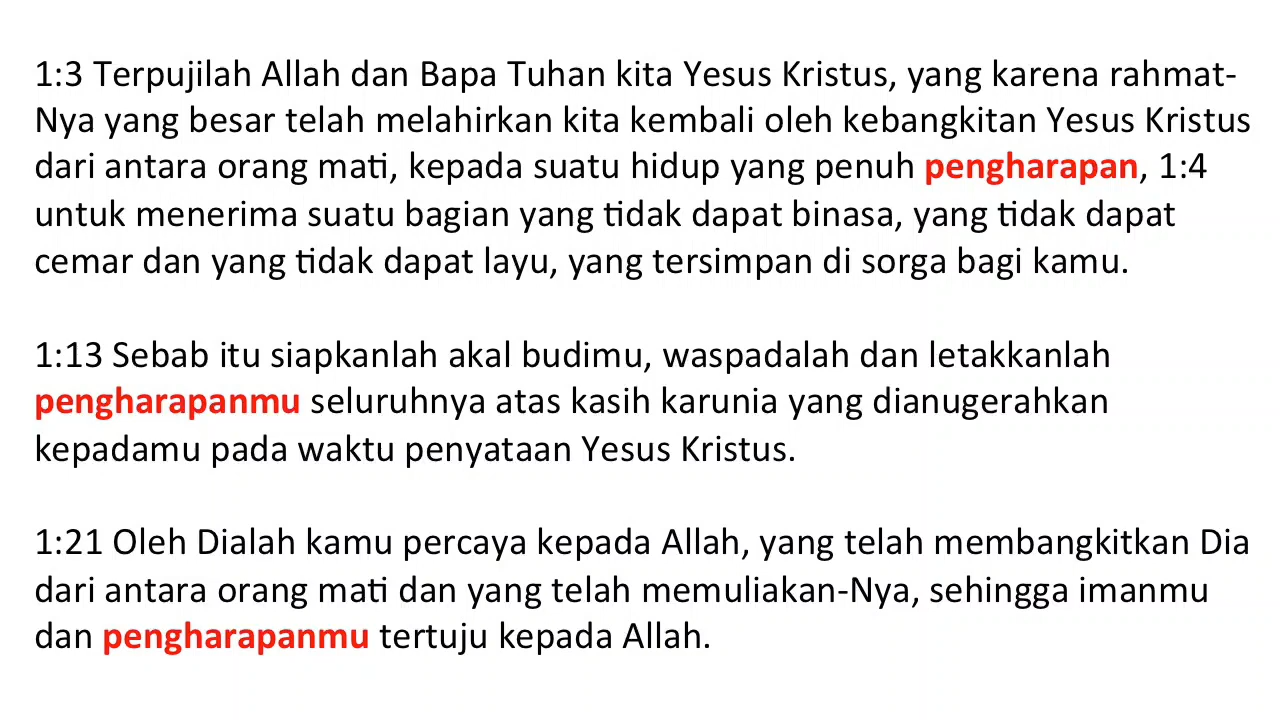 1:3 Terpujilah Allah dan Bapa Tuhan kita Yesus Kristus, yang karena rahmat-
Nya yang besar telah melahirkan kita kembali oleh kebangkitan Yesus Kristus
dari antara orang mati, kepada suatu hidup yang penuh pengharapan, 1:4
untuk menerima suatu bagian yang tidak dapat binasa, yang tidak dapat
cemar dan yang tidak dapat layu, yang tersimpan di sorga bagi kamu.
1:13 Sebab itu siapkanlah akal budimu, waspadalah dan letakkanlah
pengharapanmu seluruhnya atas kasih karunia yang dianugerahkan
kepadamu pada waktu penyataan Yesus Kristus.
1:21 Oleh Dialah kamu percaya kepada Allah, yang telah membangkitkan Dia
dari antara orang mati dan yang telah memuliakan-Nya, sehingga imanmu
dan pengharapanmu tertuju kepada Allah.